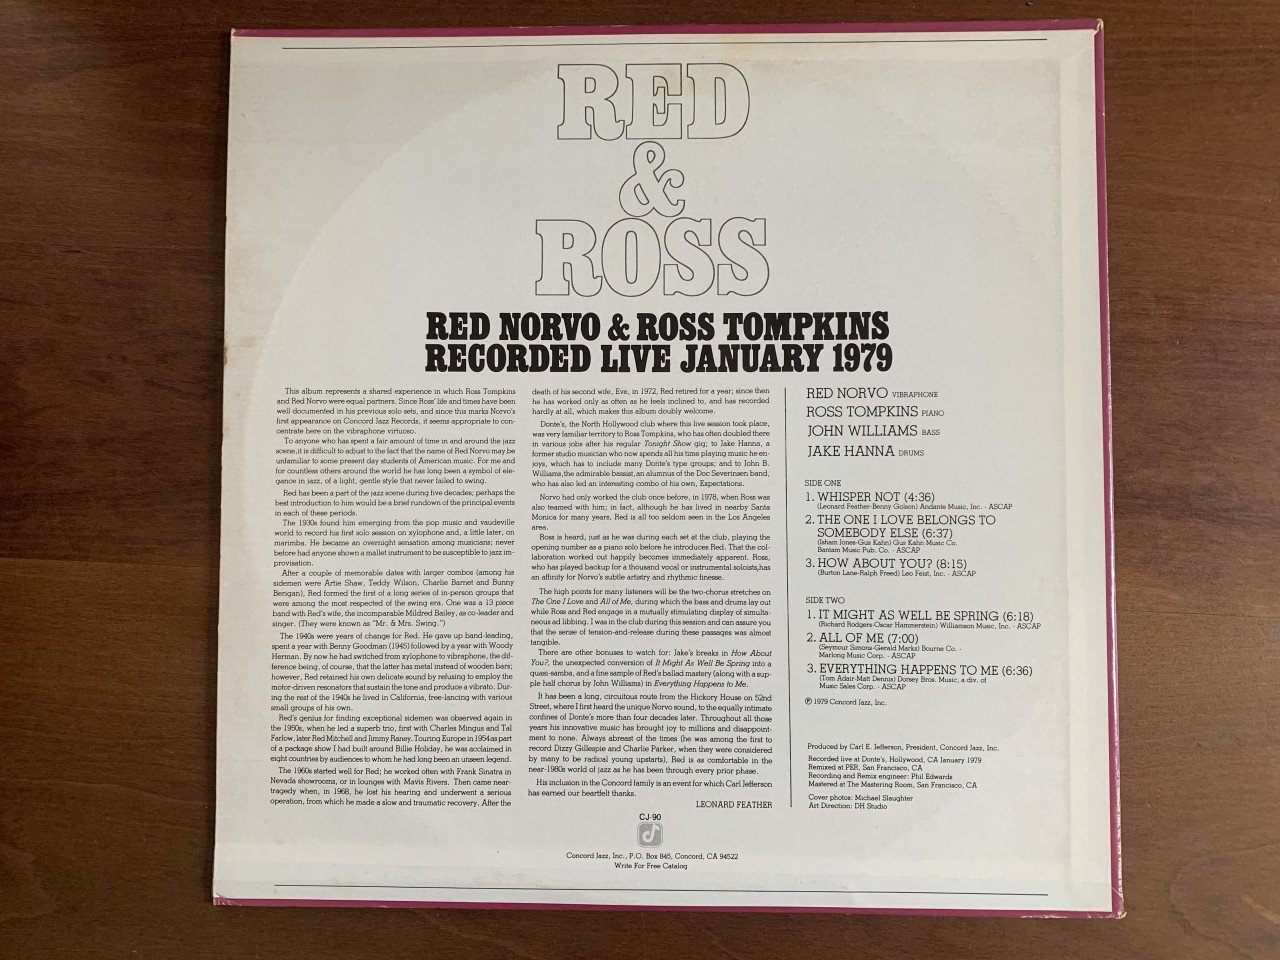 RED
&
ROSS
RED NORVO & ROSS TOMPKINS
RECORDED LIVE JANUARY 1979
This album represents a shared experience in which Ross Tompkins
and Red Norvo were equal partners. Since Ross' life and times have been
well documented in his previous solo sets, and since this marks Norvo's
first appearance on Concord Jazz Records, it seems appropriate to con-
centrate here on the vibraphone virtuoso.
To anyone who has spent a fair amount of time in and around the jazz
scene, it is difficult to adjust to the fact that the name of Red Norvo may be
unfamiliar to some present day students of American music. For me and
for countless others around the world he has long been a symbol of ele-
gance in jazz, of a light, gentle style that never failed to swing.
Red has been a part of the jazz scene during live decades; perhaps the
best introduction to him would be a brief rundown of the principal events
in each of these periods.
The 1930s found him emerging from the pop music and vaudeville
world to record his first solo session on xylophone and, a little later, on
marimba. He became an overnight sensation among musicians; never
before had anyone shown a mallet instrument to be susceptible to jazz im-
provisation.
After a couple of memorable dates with larger combos (among his
sidemen were Artie Shaw, Teddy Wilson, Charlie Barnet and Bunny
Berigan), Red formed the first of a long series of in-person groups that
were among the most respected of the swing era. One was a 13 piece
band with Red's wife, the incomparable Mildred Bailey, as co-leader and
singer. (They were known as "Mr. & Mrs. Swing.")
The 1940s were years of change for Red. He gave up band-leading,
spent a year with Benny Goodman (1945) followed by a year with Woody
Herman. By now he had switched from xylophone to vibraphone, the dif-
ference being, of course, that the latter has metal instead of wooden bars;
however, Red retained his own delicate sound by refusing to employ the
motor-driven resonators that sustain the tone and produce a vibrato. Dur-
ing the rest of the 1940s he lived in California, free-lancing with various
small groups of his own.
Red's genius for finding exceptional sidemen was observed again in
the 1950s, when he led a superb trio, first with Charles Mingus and Tal
Farlow, later Red Mitchell and Jimmy Raney. Touring Europe in 1954 as part
of a package show I had built around Billie Holiday, he was acclaimed in
eight countries by audiences to whom he had long been an unseen legend.
The 1960s started well for Red; he worked often with Frank Sinatra in
Nevada showrooms, or in lounges with Mavis Rivers. Then came near-
tragedy when, in 1968, he lost his hearing and underwent a serious
operation, from which he made a slow and traumatic recovery. After the
death of his second wife, Eve, in 1972, Red retired for a year; since then
he has worked only as often as he feels inclined to, and has recorded
hardly at all, which makes this album doubly welcome.
Donte's, the North Hollywood club where this live session took place,
was very familiar territory to Ross Tompkins, who has often doubled there
in various jobs after his regular Tonight Show gig; to Jake Hanna, a
former studio musician who now spends all his time playing music he en-
joys, which has to include many Donte's type groups; and to John B.
Williams, the admirable bassist, an alumnus of the Doc Severinsen band,
who has also led an interesting combo of his own, Expectations.
Norvo had only worked the club once before, in 1978, when Ross was
also teamed with him; in fact, although he has lived in nearby Santa
Monica for many years, Red is all too seldom seen in the Los Angeles
area.
Ross is heard, just as he was during each set at the club, playing the
opening number as a piano solo before he introduces Red. That the col-
laboration worked out happily becomes immediately apparent. Ross,
who has played backup for a thousand vocal or instrumental soloists, has
an affinity for Norvo's subtle artistry and rhythmic finesse.
The high points for many listeners will be the two-chorus stretches on
The One I Love and All of Me, during which the bass and drums lay out
while Ross and Red engage in a mutually stimulating display of simulta-
neous ad libbing. I was in the club during this session and can assure you
that the sense of tension-and-release during these passages was almost
tangible.
There are other bonuses to watch for: Jake's breaks in How About
You?, the unexpected conversion of It Might As Well Be Spring into a
quasi-samba, and a fine sample of Red's ballad mastery (along with a sup-
ple half chorus by John Williams) in Everything Happens to Me.
It has been a long, circuitous route from the Hickory House on 52nd
Street, where I first heard the unique Norvo sound, to the equally intimate
confines of Donte's more than four decades later. Throughout all those
years his innovative music has brought joy to millions and disappoint-
ment to none. Always abreast of the times (he was among the first to
record Dizzy Gillespie and Charlie Parker, when they were considered
by many to be radical young upstarts), Red is as comfortable in the
near-1980s world of jazz as he has been through every prior phase.
His inclusion in the Concord family is an event for which Carl Jefferson
has earned our heartfelt thanks.
LEONARD FEATHER
RED NORVO VIBRAPHONE
ROSS TOMPKINS PIANO
JOHN WILLIAMS BASS
JAKE HANNA DRUMS
SIDE ONE
1. WHISPER NOT (4:36)
(Leonard Feather-Benny Golson) Andante Music, Inc. - ASCAP
2. THE ONE I LOVE BELONGS TO
SOMEBODY ELSE (6:37)
(Isham Jones-Gus Kahn) Gus Kahn Music Co.
Bantam Music Pub. Co. - ASCAP
3. HOW ABOUT YOU? (8:15)
(Burton Lane-Ralph Freed) Leo Feist, Inc. - ASCAP
SIDE TWO
1. IT MIGHT AS WELL BE SPRING (6:18)
(Richard Rodgers-Oscar Hammerstein) Williamson Music, Inc. - ASCAP
2. ALL OF ME (7:00)
(Seymour Simons-Gerald Marks) Bourne Co. -
Marlong Music Corp. - ASCAP
3. EVERYTHING HAPPENS TO ME (6:36)
(Tom Adair-Matt Dennis) Dorsey Bros. Music, a div. of
Music Sales Corp. - ASCAP
℗ 1979 Concord Jazz, Inc.
Produced by Carl E. Jefferson, President, Concord Jazz, Inc.
Recorded live at Donte's, Hollywood, CA January 1979
Remixed at PER, San Francisco, CA
Recording and Remix engineer: Phil Edwards
Mastered at The Mastering Room, San Francisco, CA
Cover photos: Michael Slaughter
Art Direction: DH Studio
CJ-90
Concord Jazz, Inc., P.O. Box 845, Concord, CA 94522
Write For Free Catalog